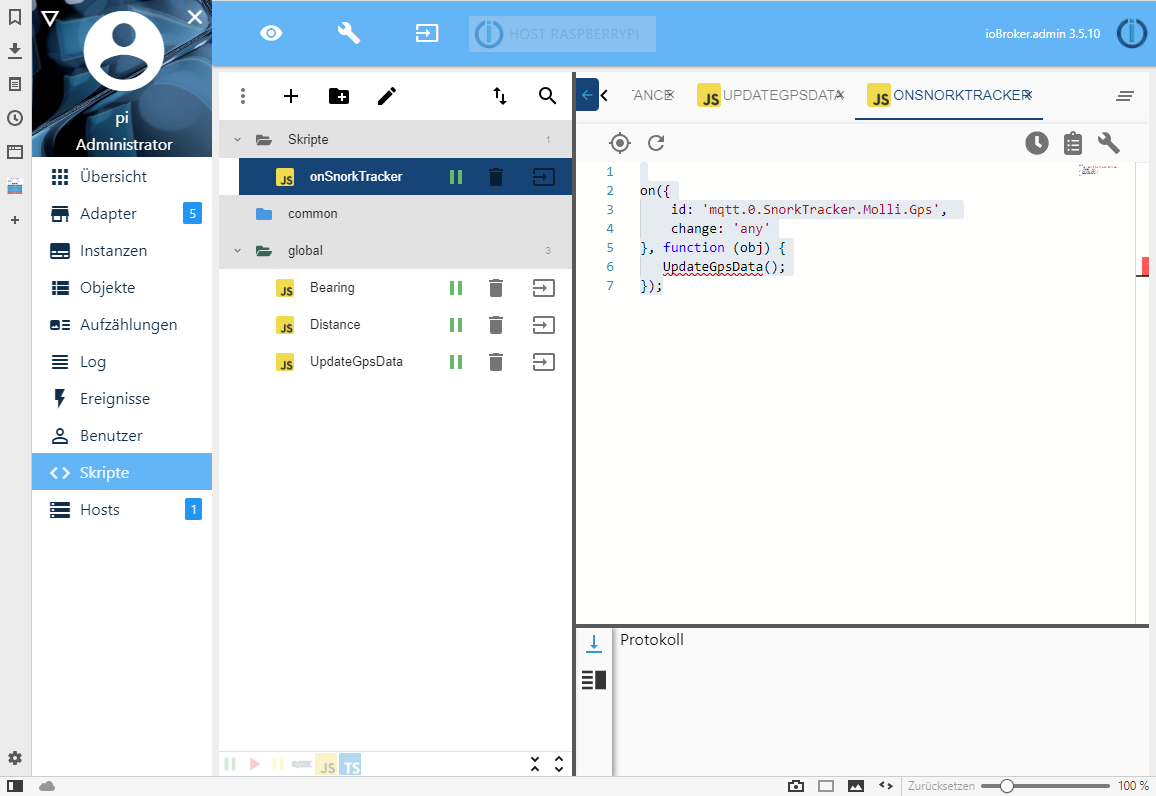 HOST RASPBERRYPI
ioBroker.admin 3.5.10
pi
Administrator
Übersicht
Adapter 5
Instanzen
Objekte
Aufzählungen
Log
Ereignisse
Benutzer
Skripte
Hosts 1
Skripte 1
JS onSnorkTracker
common
global 3
JS Bearing
JS Distance
JS UpdateGpsData
JS TS
TANCE JS UPDATEGPSDATA JS ONSNORKTRACKER
1
2 on({
3 id: 'mqtt.0.SnorkTracker.Molli.Gps',
4 change: 'any'
5 }, function (obj) {
6 UpdateGpsData();
7 });
Protokoll
Zurücksetzen 100 %